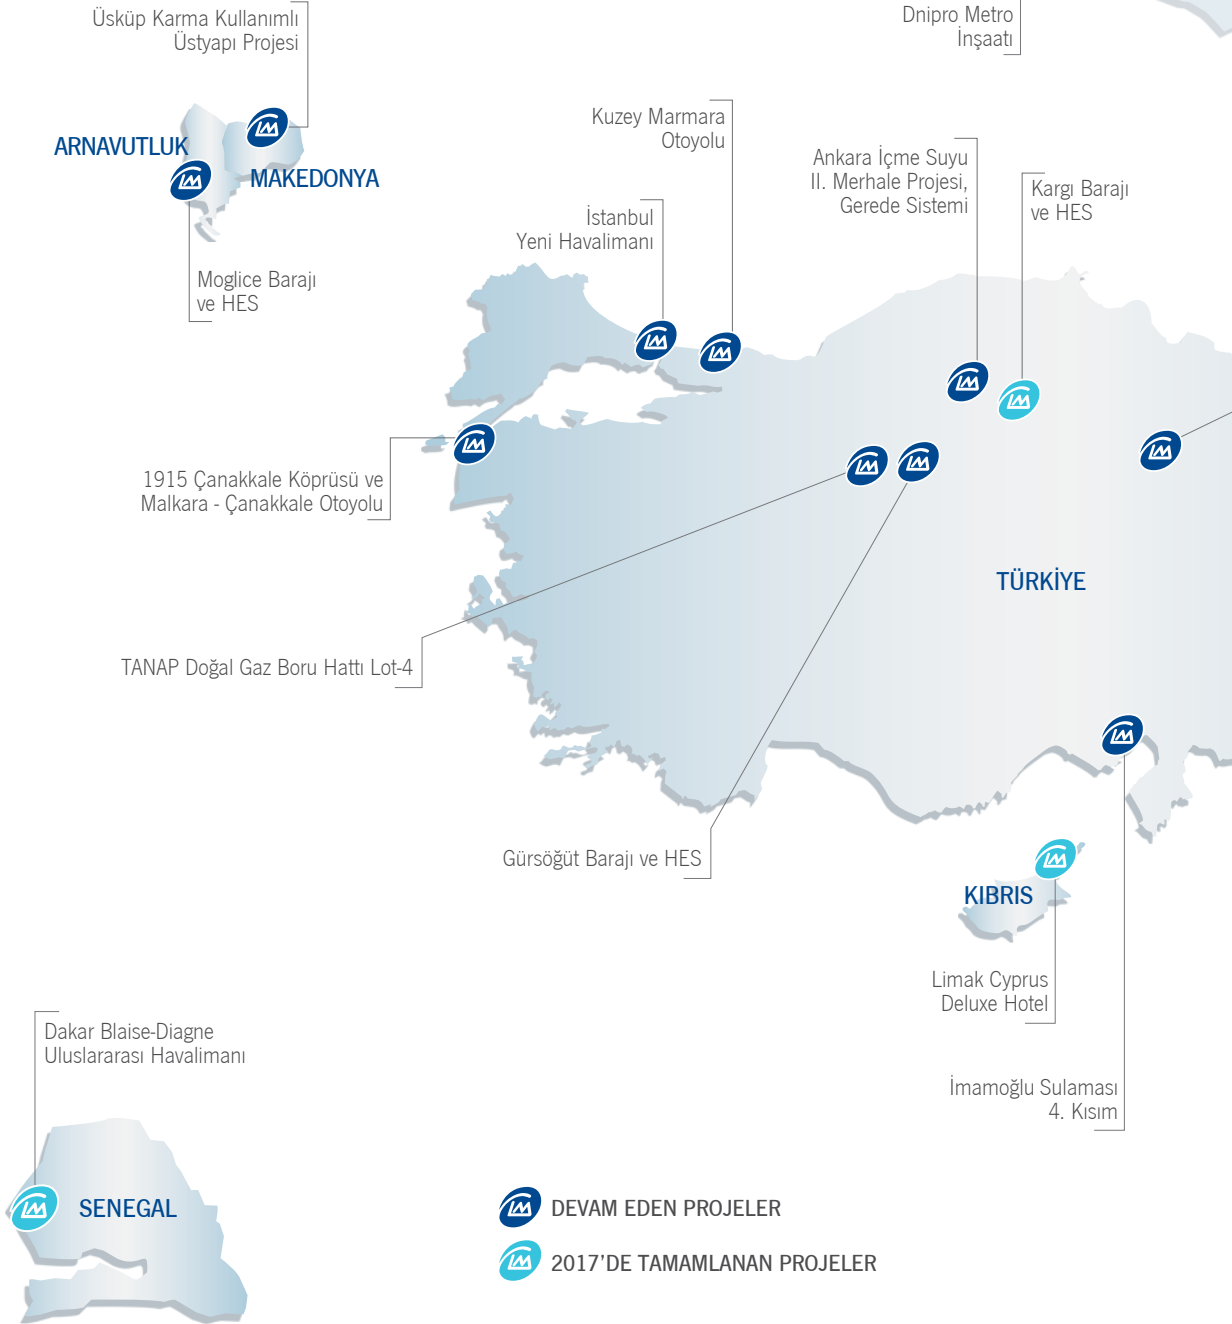 Üsküp Karma Kullanımlı
Üstyapı Projesi
Dnipro Metro
İnşaatı
ARNAVUTLUK
MAKEDONYA
Moglice Barajı
ve HES
Kuzey Marmara
Otoyolu
İstanbul
Yeni Havalimanı
Ankara İçme Suyu
II. Merhale Projesi,
Gerede Sistemi
Kargı Barajı
ve HES
1915 Çanakkale Köprüsü ve
Malkara - Çanakkale Otoyolu
TÜRKİYE
TANAP Doğal Gaz Boru Hattı Lot-4
Gürsöğüt Barajı ve HES
KIBRIS
Limak Cyprus
Deluxe Hotel
İmamoğlu Sulaması
4. Kısım
Dakar Blaise-Diagne
Uluslararası Havalimanı
SENEGAL
DEVAM EDEN PROJELER
2017’DE TAMAMLANAN PROJELER